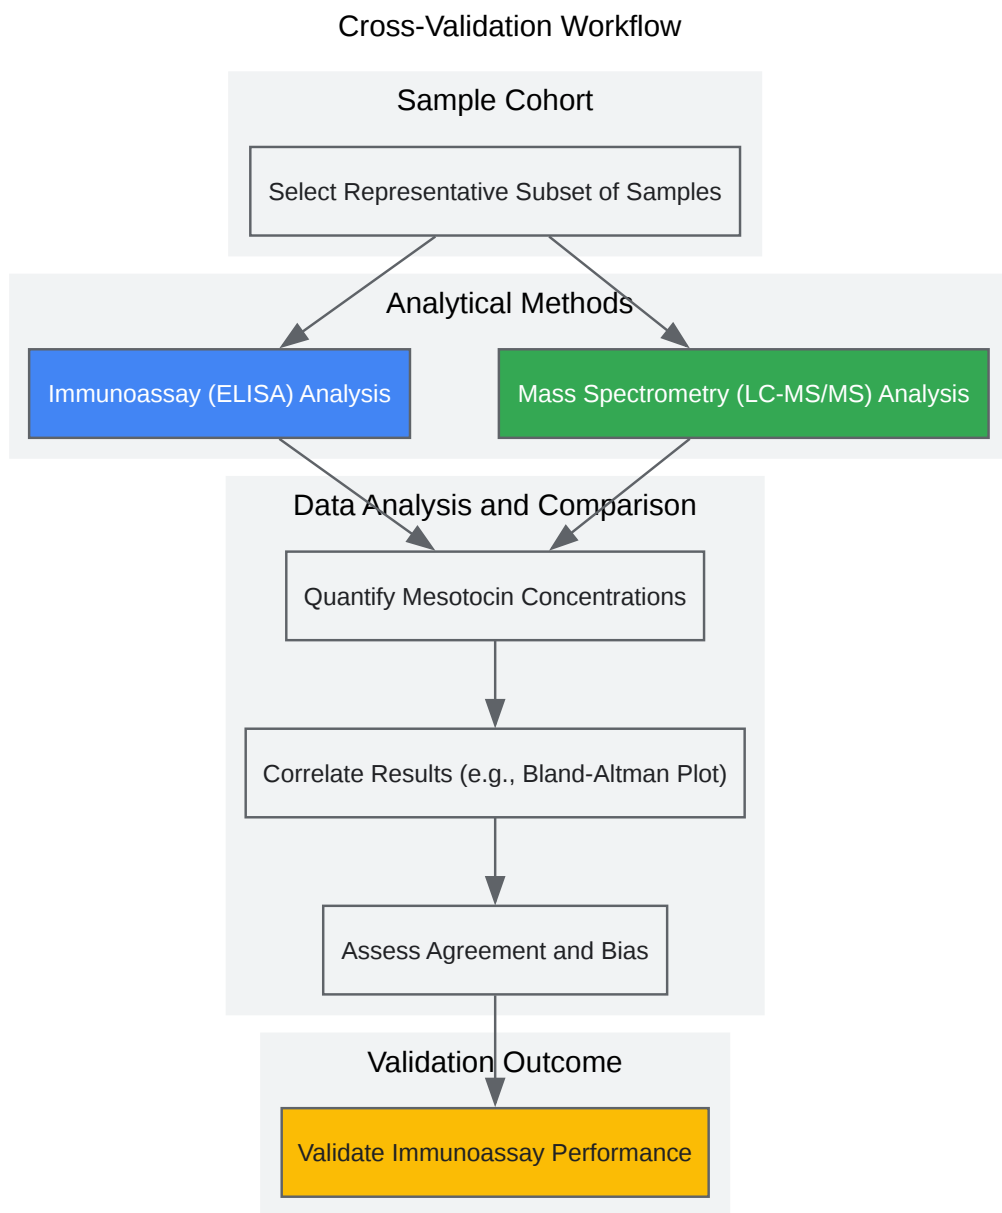 Cross-Validation Workflow
Sample Cohort
Select Representative Subset of Samples
Analytical Methods
Immunoassay (ELISA) Analysis
Mass Spectrometry (LC-MS/MS) Analysis
Data Analysis and Comparison
Quantify Mesotocin Concentrations
Correlate Results (e.g., Bland-Altman Plot)
Assess Agreement and Bias
Validation Outcome
Validate Immunoassay Performance